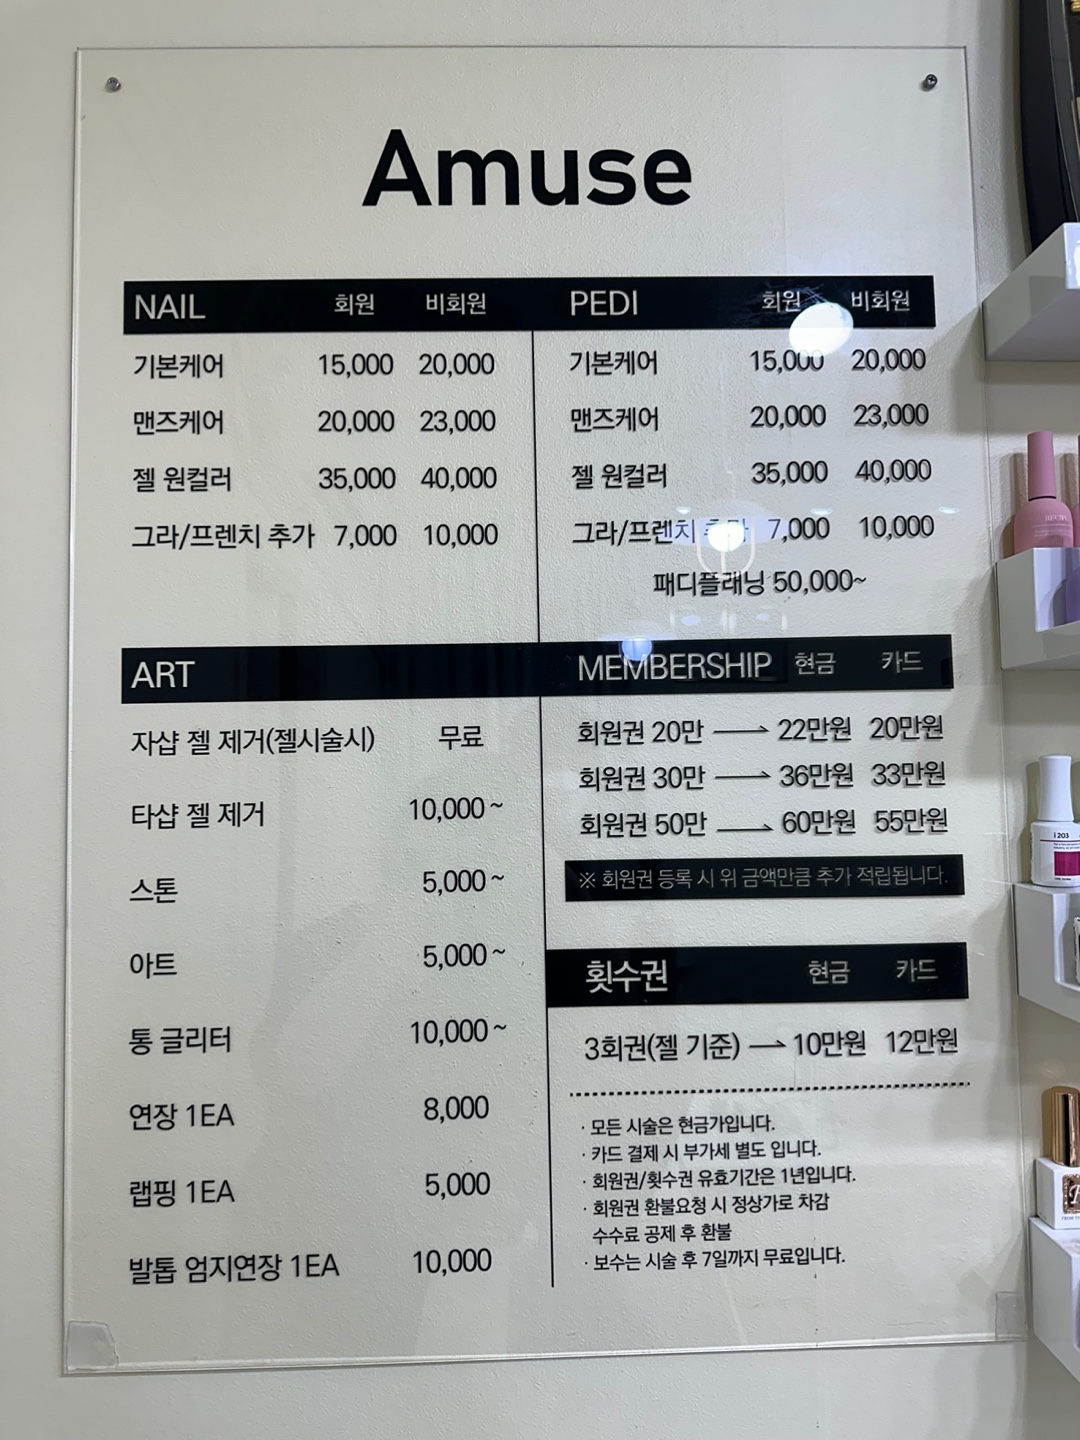 Amuse
NAIL 회원 비회원
기본케어 15,000 20,000
맨즈케어 20,000 23,000
젤 원컬러 35,000 40,000
그라/프렌치 추가 7,000 10,000
PEDI 회원 비회원
기본케어 15,000 20,000
맨즈케어 20,000 23,000
젤 원컬러 35,000 40,000
그라/프렌치 추가 7,000 10,000
패디플래닝 50,000~
ART
자샵 젤 제거(젤시술시) 무료
타샵 젤 제거 10,000~
스톤 5,000~
아트 5,000~
통 글리터 10,000~
연장 1EA 8,000
랩핑 1EA 5,000
발톱 엄지연장 1EA 10,000
MEMBERSHIP 현금 카드
회원권 20만 → 22만원 20만원
회원권 30만 → 36만원 33만원
회원권 50만 → 60만원 55만원
※ 회원권 등록 시 위 금액만큼 추가 적립됩니다.
횟수권 현금 카드
3회권(젤 기준) → 10만원 12만원
· 모든 시술은 현금가입니다.
· 카드 결제 시 부가세 별도 입니다.
· 회원권/횟수권 유효기간은 1년입니다.
· 회원권 환불요청 시 정상가로 차감
수수료 공제 후 환불
· 보수는 시술 후 7일까지 무료입니다.
i 203